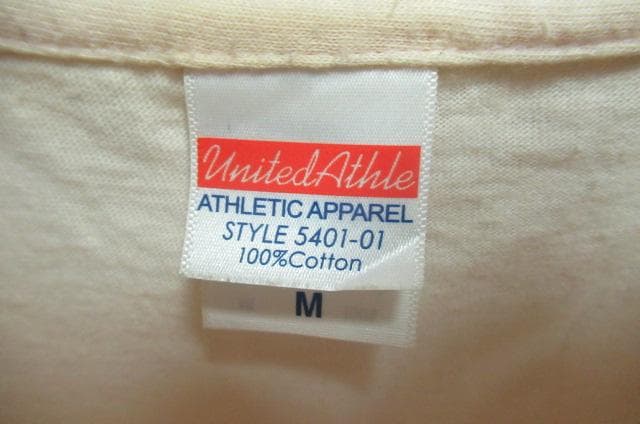 UnitedAthle
ATHLETIC APPAREL
STYLE 5401-01
100%Cotton
M